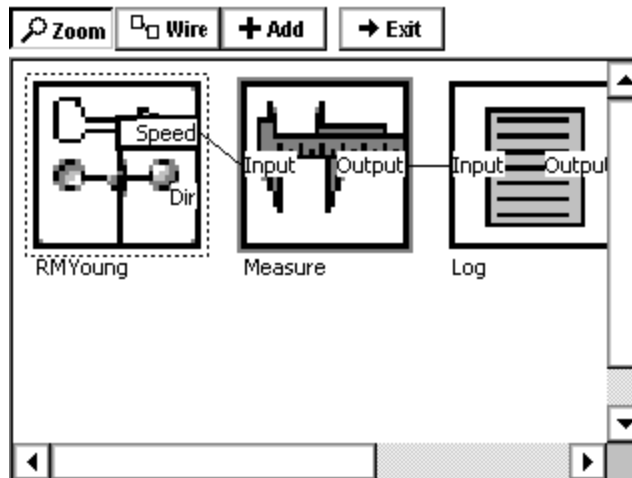 Zoom Wire Add Exit
Speed
Input Output Input Outpu
Dir
RMYoung Measure Log